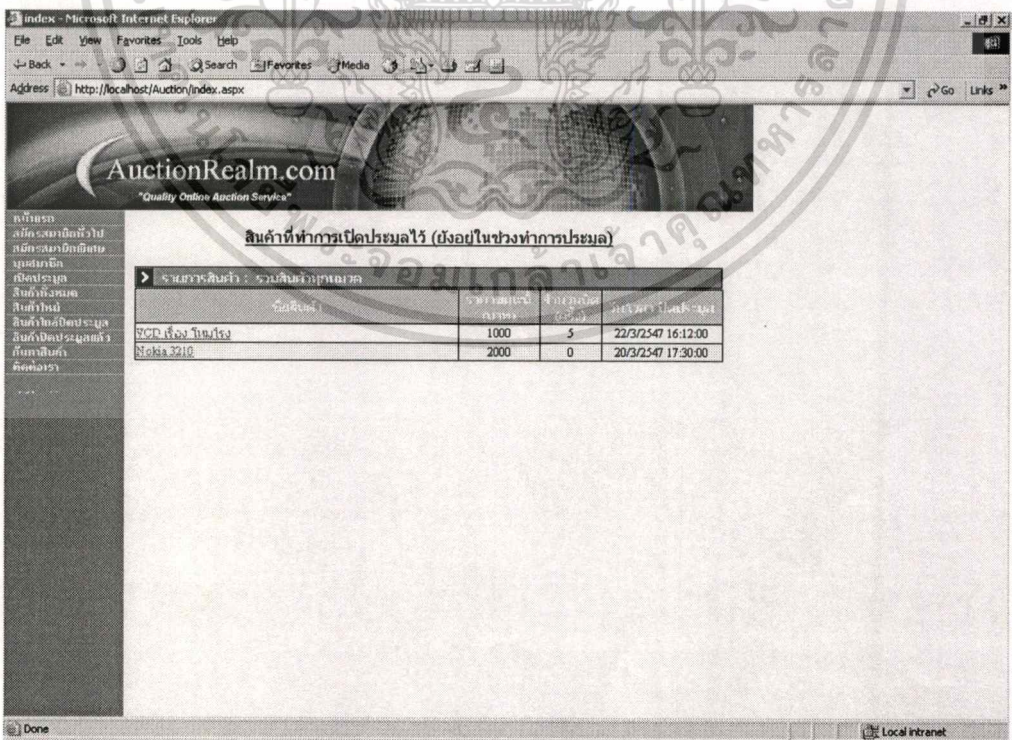 index - Microsoft Internet Explorer
File Edit View Favorites Tools Help
Back Search Favorites Media
Address http://localhost/Auction/index.aspx Go Links »
AuctionRealm.com
"Quality Online Auction Service"
หน้าแรก
สมัครสมาชิกทั่วไป
สมัครสมาชิกพิเศษ
มุมสมาชิก
เปิดประมูล
สินค้าทั้งหมด
สินค้าใหม่
สินค้าใกล้ปิดประมูล
สินค้าปิดประมูลแล้ว
ค้นหาสินค้า
ติดต่อเรา
สินค้าที่ทำการเปิดประมูลไว้ (ยังอยู่ในช่วงทำการประมูล)
รายการสินค้า : รวมสินค้าทุกหมวด
ชื่อสินค้า
VCD เรื่อง โหมโรง 1000 5 22/3/2547 16:12:00
Nokia 3210 2000 0 20/3/2547 17:30:00
Done Local intranet